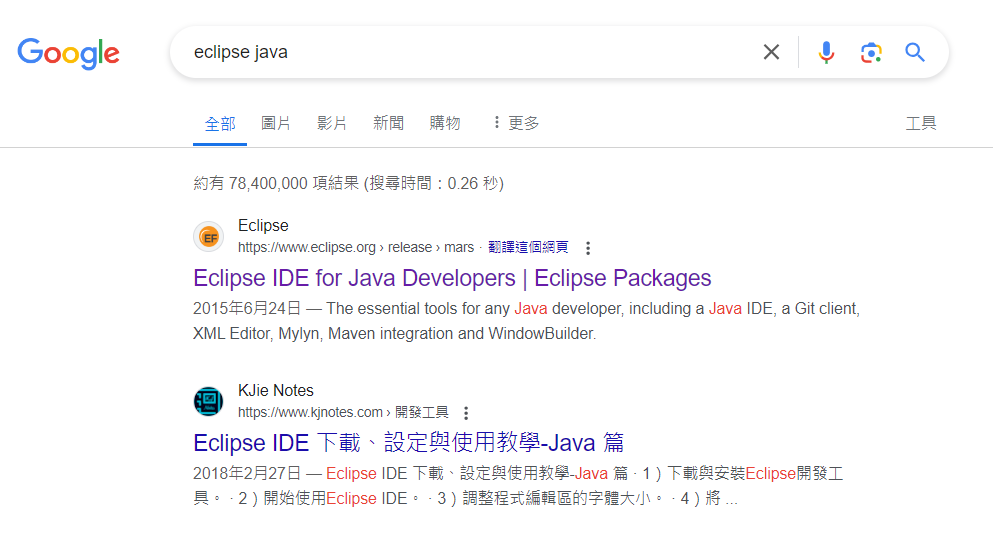 Google
eclipse java
全部 圖片 影片 新聞 購物 更多 工具
約有 78,400,000 項結果 (搜尋時間：0.26 秒)
EF
Eclipse
https://www.eclipse.org › release › mars · 翻譯這個網頁
Eclipse IDE for Java Developers | Eclipse Packages
2015年6月24日 — The essential tools for any Java developer, including a Java IDE, a Git client,
XML Editor, Mylyn, Maven integration and WindowBuilder.
KJie Notes
https://www.kjnotes.com › 開發工具
Eclipse IDE 下載、設定與使用教學-Java 篇
2018年2月27日 — Eclipse IDE 下載、設定與使用教學-Java 篇 · 1）下載與安裝Eclipse開發工
具。 · 2）開始使用Eclipse IDE。 · 3）調整程式編輯區的字體大小。 · 4）將 ...